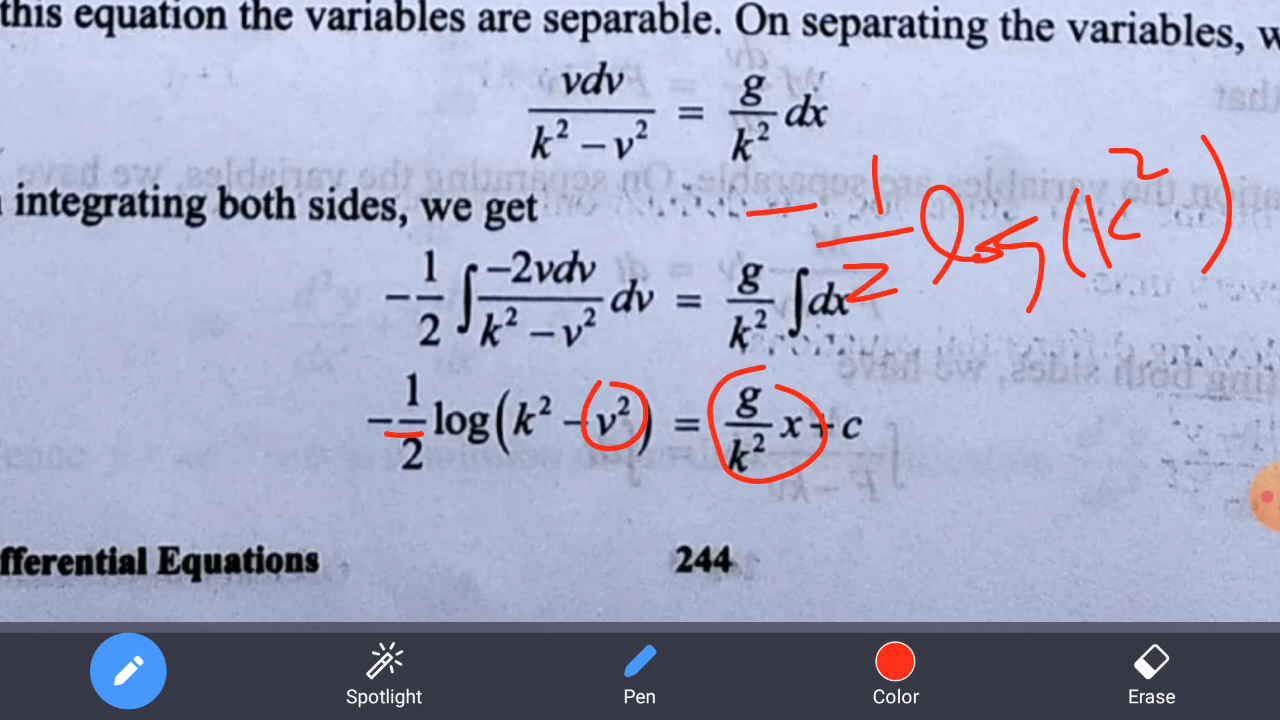 this equation the variables are separable. On separating the variables, w
vdv / (k² – v²) = g/k² dx
integrating both sides, we get
–1/2 ∫ –2vdv / (k² – v²) dv = g/k² ∫ dx
–1/2 log (k²)
–1/2 log (k² – v²) = g/k² x + c
fferential Equations 244
Spotlight Pen Color Erase